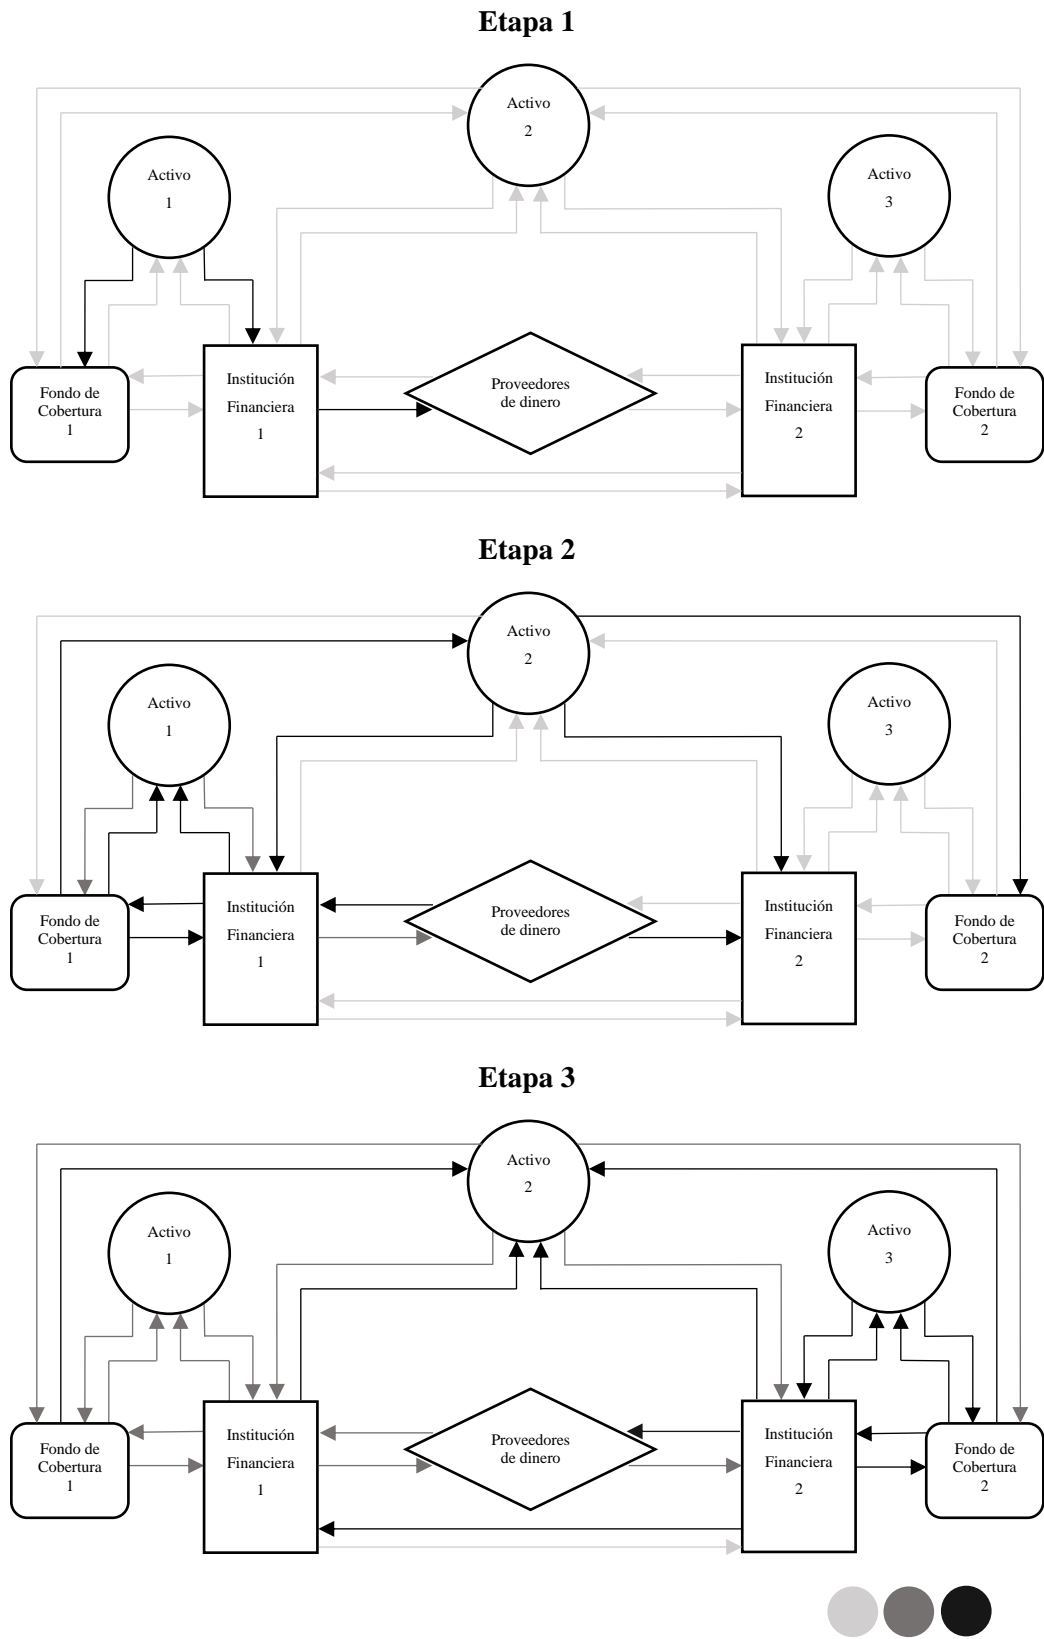 Etapa 1
Activo
2
Activo
1
Activo
3
Fondo de
Cobertura
1
Institución
Financiera
1
Proveedores
de dinero
Institución
Financiera
2
Fondo de
Cobertura
2
Etapa 2
Activo
2
Activo
1
Activo
3
Fondo de
Cobertura
1
Institución
Financiera
1
Proveedores
de dinero
Institución
Financiera
2
Fondo de
Cobertura
2
Etapa 3
Activo
2
Activo
1
Activo
3
Fondo de
Cobertura
1
Institución
Financiera
1
Proveedores
de dinero
Institución
Financiera
2
Fondo de
Cobertura
2